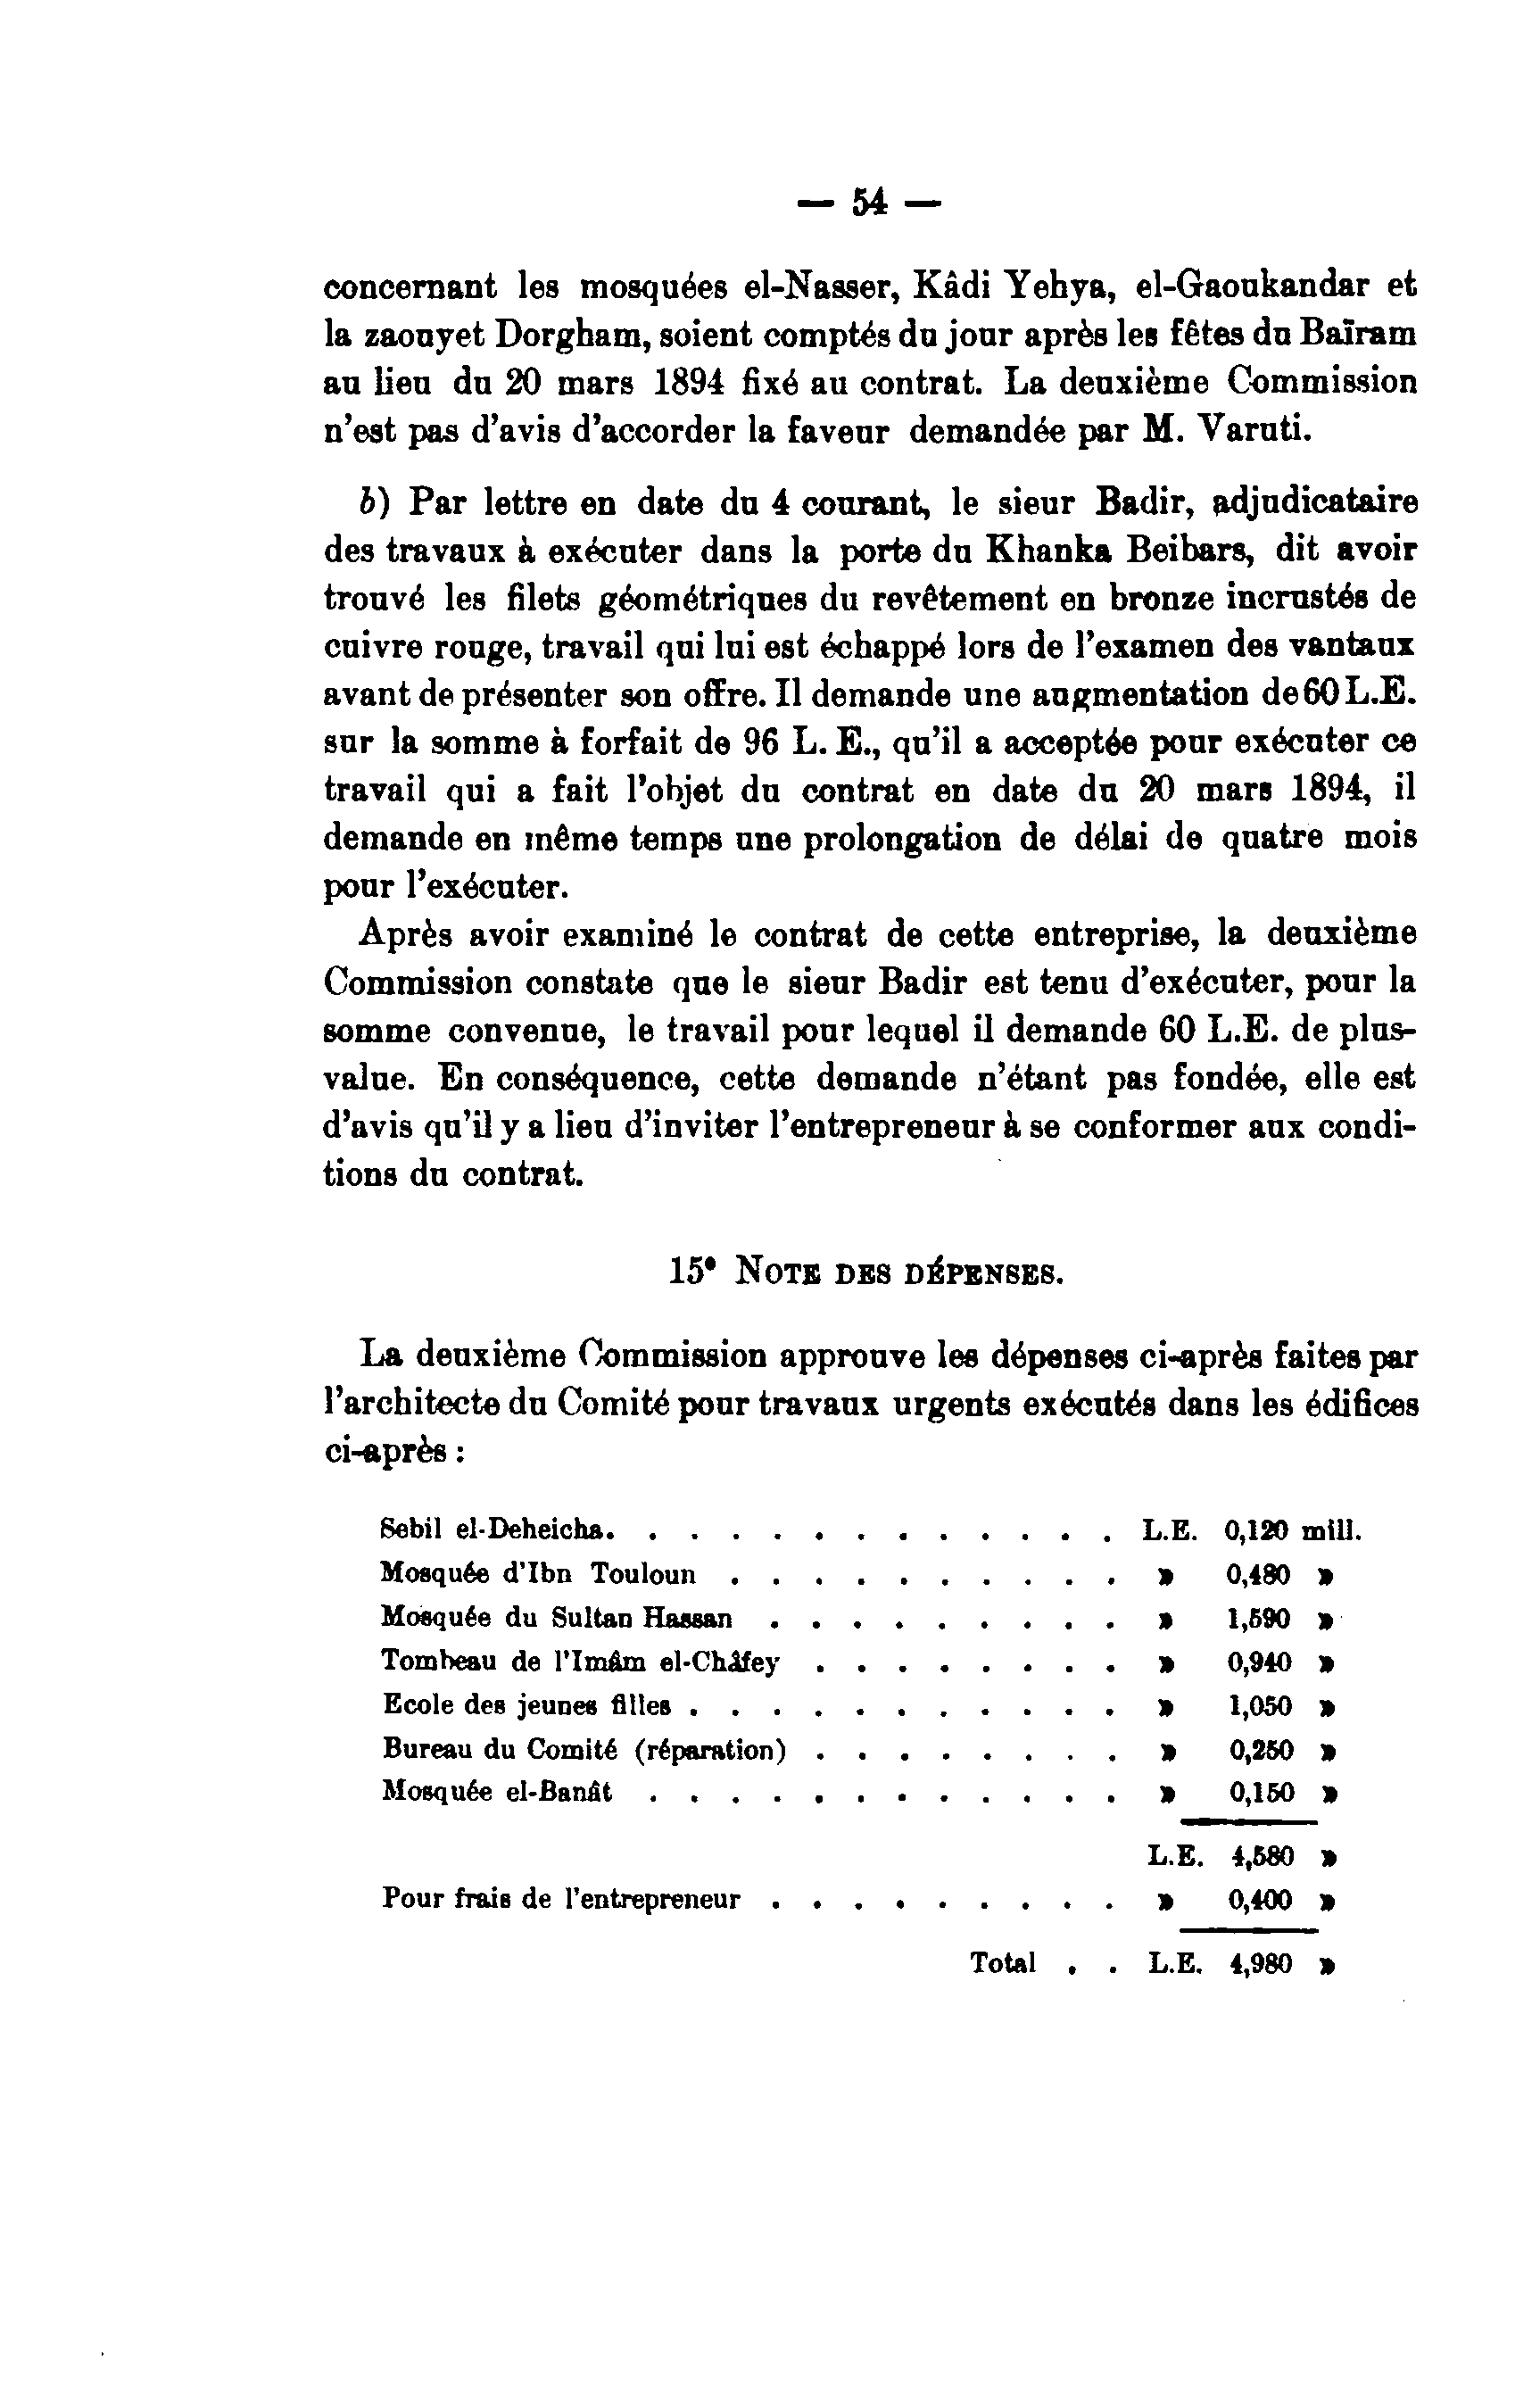 — 54 —
concernant les mosquées el-Nasser, Kâdi Yehya, el-Gaoukandar et
la zaouyet Dorgham, soient comptés du jour après les fêtes du Baïram
au lieu du 20 mars 1894 fixé au contrat. La deuxième Commission
n'est pas d'avis d'accorder la faveur demandée par M. Varuti.
b) Par lettre en date du 4 courant, le sieur Badir, adjudicataire
des travaux à exécuter dans la porte du Khanka Beibars, dit avoir
trouvé les filets géométriques du revêtement en bronze incrustés de
cuivre rouge, travail qui lui est échappé lors de l'examen des vantaux
avant de présenter son offre. Il demande une augmentation de 60 L.E.
sur la somme à forfait de 96 L. E., qu'il a acceptée pour exécuter ce
travail qui a fait l'objet du contrat en date du 20 mars 1894, il
demande en même temps une prolongation de délai de quatre mois
pour l'exécuter.
Après avoir examiné le contrat de cette entreprise, la deuxième
Commission constate que le sieur Badir est tenu d'exécuter, pour la
somme convenue, le travail pour lequel il demande 60 L.E. de plus-
value. En conséquence, cette demande n'étant pas fondée, elle est
d'avis qu'il y a lieu d'inviter l'entrepreneur à se conformer aux condi-
tions du contrat.
15° NOTE DES DÉPENSES.
La deuxième Commission approuve les dépenses ci-après faites par
l'architecte du Comité pour travaux urgents exécutés dans les édifices
ci-après :
Sebil el-Deheicha. . . . . . . . . . . . . L.E. 0,120 mill.
Mosquée d'Ibn Touloun . . . . . . . . . . » 0,480 »
Mosquée du Sultan Hassan . . . . . . . . . » 1,590 »
Tombeau de l'Imâm el-Châfey . . . . . . . . » 0,940 »
Ecole des jeunes filles . . . . . . . . . . . » 1,050 »
Bureau du Comité (réparation) . . . . . . . . » 0,250 »
Mosquée el-Banât . . . . . . . . . . . . » 0,150 »
L.E. 4,580 »
Pour frais de l'entrepreneur . . . . . . . . . » 0,400 »
Total . . L.E. 4,980 »